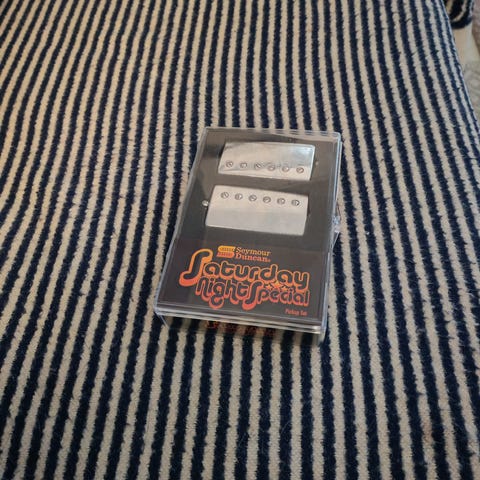 Seymour
Duncan®
Saturday
Night Special
Pickup Set